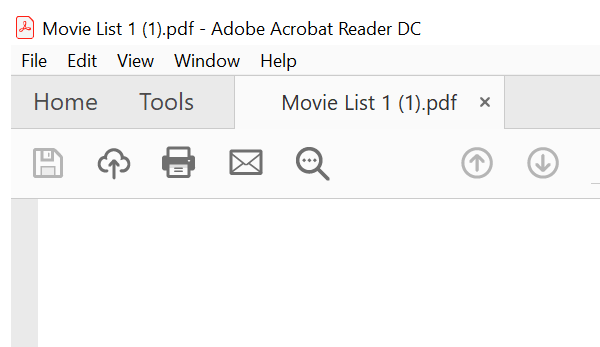 Movie List 1 (1).pdf - Adobe Acrobat Reader DC
File Edit View Window Help
Home Tools Movie List 1 (1).pdf ×